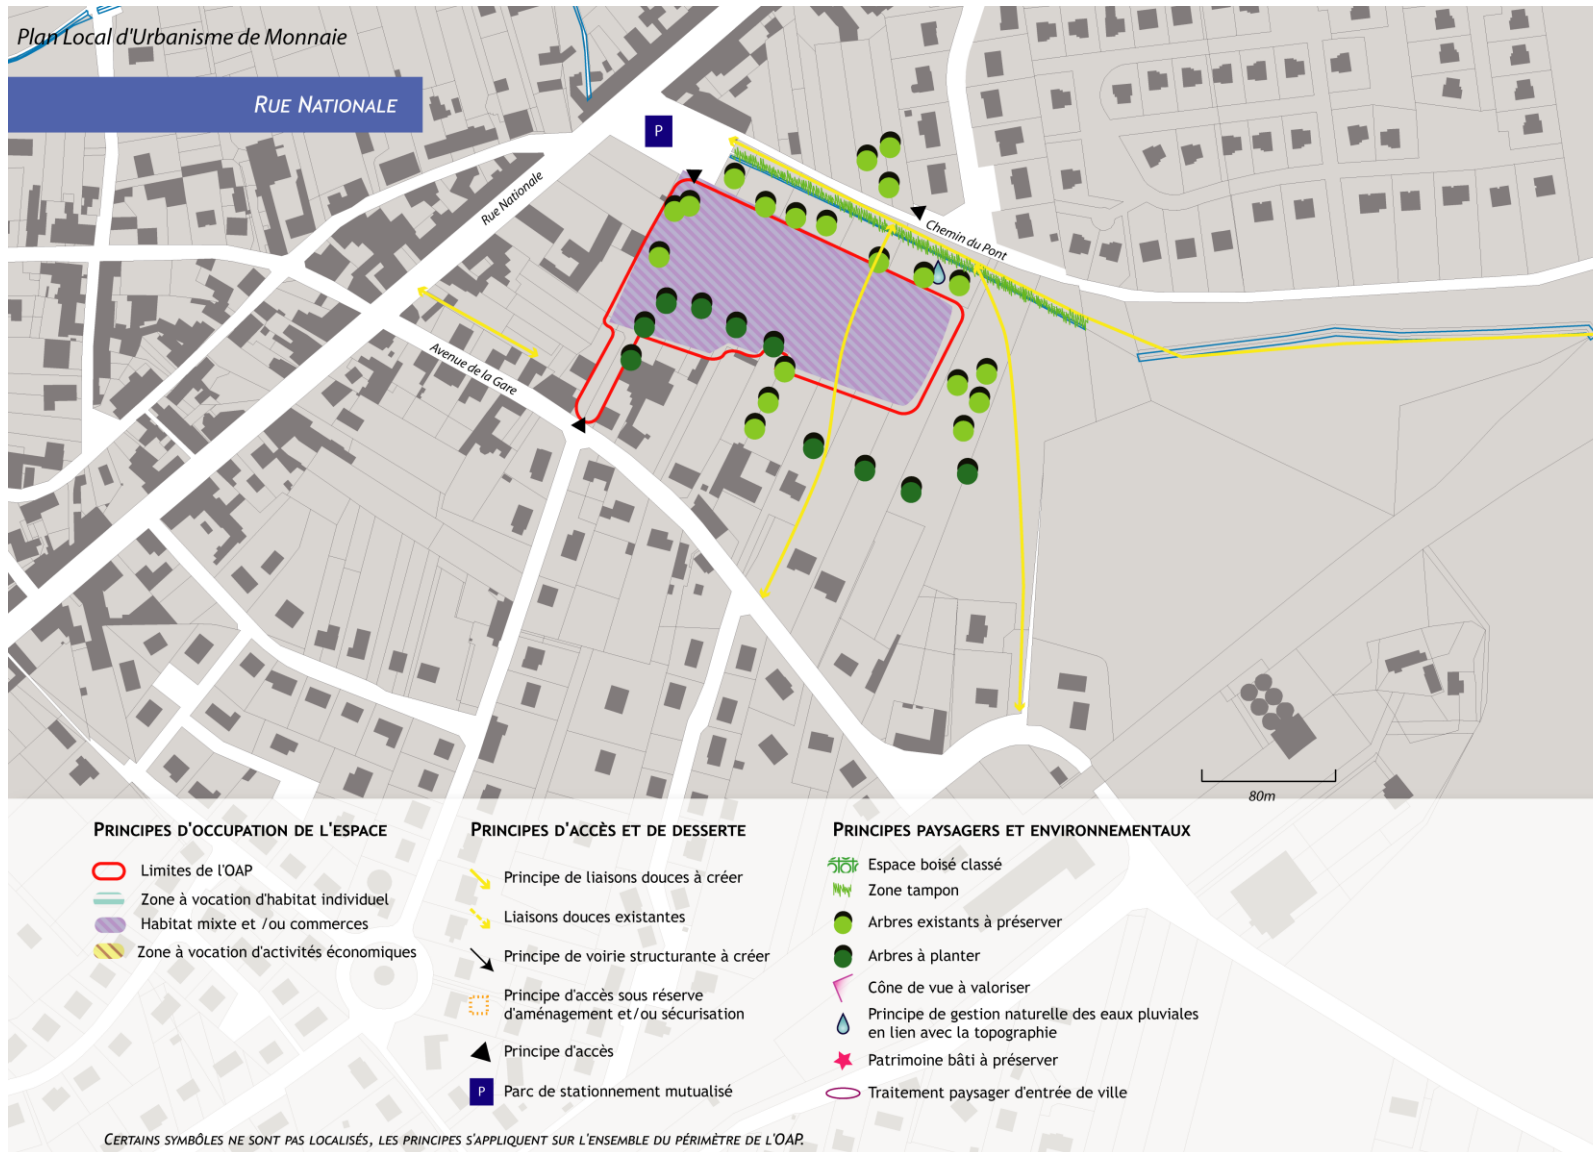 Plan Local d'Urbanisme de Monnaie
RUE NATIONALE
P
Rue Nationale
Chemin du Pont
Avenue de la Gare
80m
PRINCIPES D'OCCUPATION DE L'ESPACE
Limites de l'OAP
Zone à vocation d'habitat individuel
Habitat mixte et /ou commerces
Zone à vocation d'activités économiques
PRINCIPES D'ACCÈS ET DE DESSERTE
Principe de liaisons douces à créer
Liaisons douces existantes
Principe de voirie structurante à créer
Principe d'accès sous réserve
d'aménagement et/ou sécurisation
Principe d'accès
P Parc de stationnement mutualisé
PRINCIPES PAYSAGERS ET ENVIRONNEMENTAUX
Espace boisé classé
Zone tampon
Arbres existants à préserver
Arbres à planter
Cône de vue à valoriser
Principe de gestion naturelle des eaux pluviales
en lien avec la topographie
Patrimoine bâti à préserver
Traitement paysager d'entrée de ville
CERTAINS SYMBÔLES NE SONT PAS LOCALISÉS, LES PRINCIPES S'APPLIQUENT SUR L'ENSEMBLE DU PÉRIMÈTRE DE L'OAP.